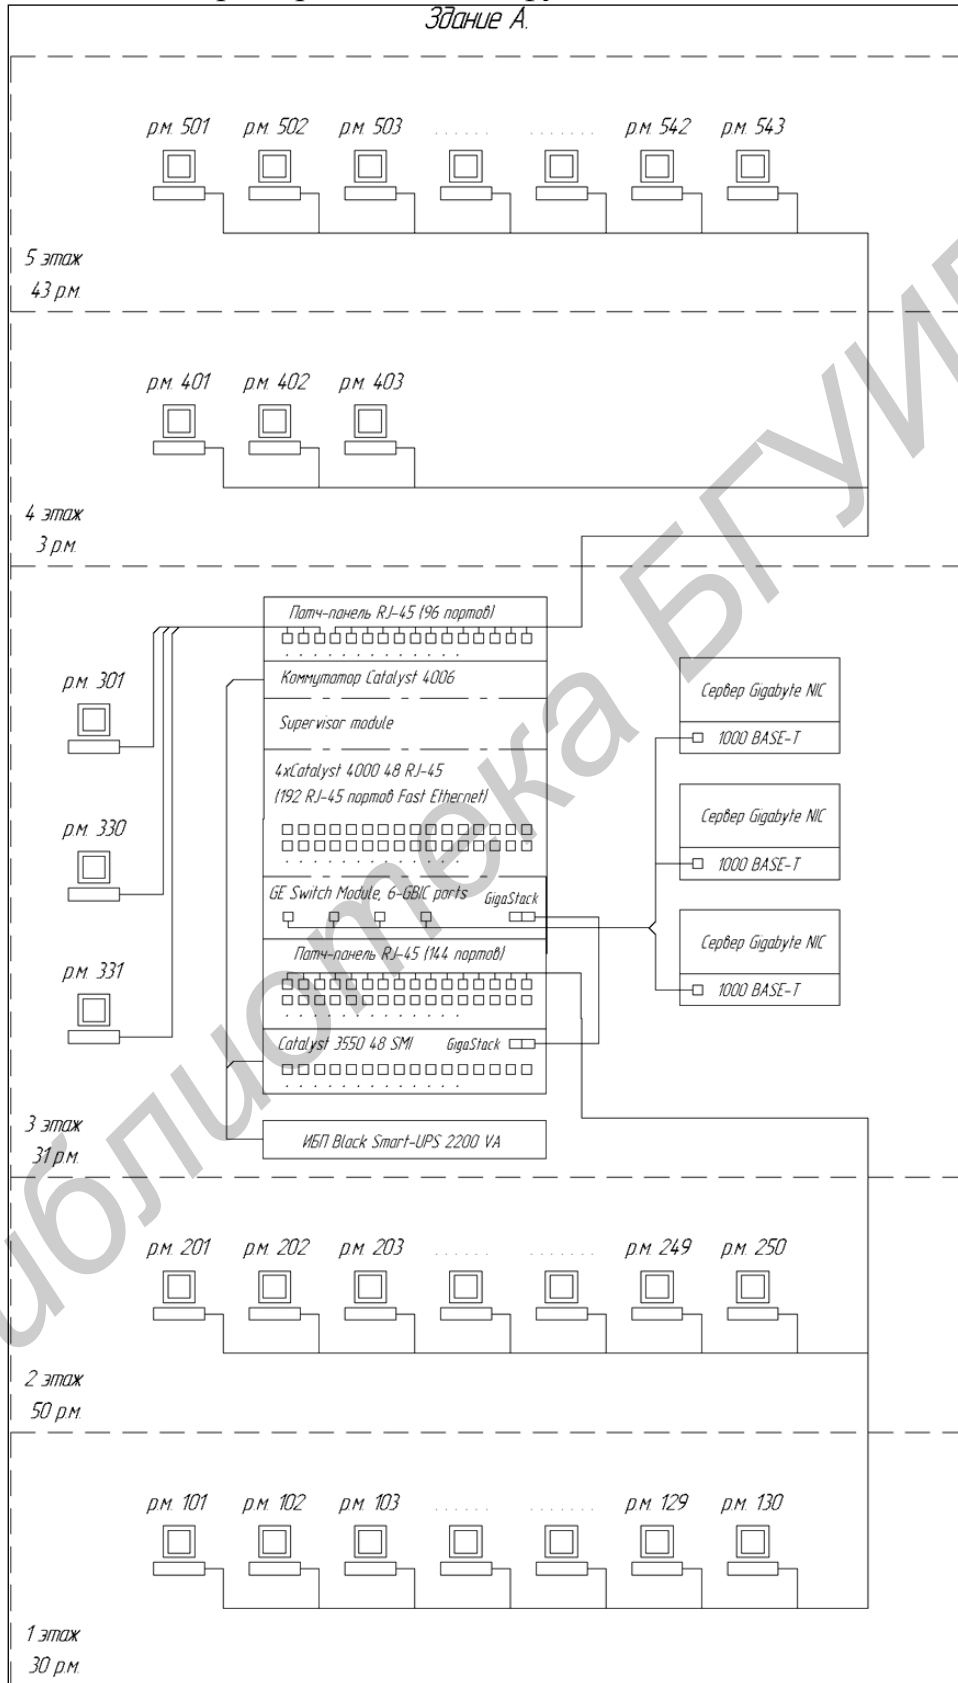 Здание А.
р.м. 501 р.м. 502 р.м. 503 ...... ....... р.м. 542 р.м. 543
5 этаж
43 р.м.
р.м. 401 р.м. 402 р.м. 403
4 этаж
3 р.м.
Патч-панель RJ-45 (96 портов)
Коммутатор Catalyst 4006
Supervisor module
4xCatalyst 4000 48 RJ-45
(192 RJ-45 портов Fast Ethernet)
GE Switch Module, 6-GBIC ports GigaStack
Патч-панель RJ-45 (144 портов)
Catalyst 3550 48 SMI GigaStack
ИБП Black Smart-UPS 2200 VA
р.м. 301
р.м. 330
р.м. 331
Сервер Gigabyte NIC
1000 BASE-T
Сервер Gigabyte NIC
1000 BASE-T
Сервер Gigabyte NIC
1000 BASE-T
3 этаж
31 р.м.
р.м. 201 р.м. 202 р.м. 203 ...... ....... р.м. 249 р.м. 250
2 этаж
50 р.м.
р.м. 101 р.м. 102 р.м. 103 ...... ....... р.м. 129 р.м. 130
1 этаж
30 р.м.